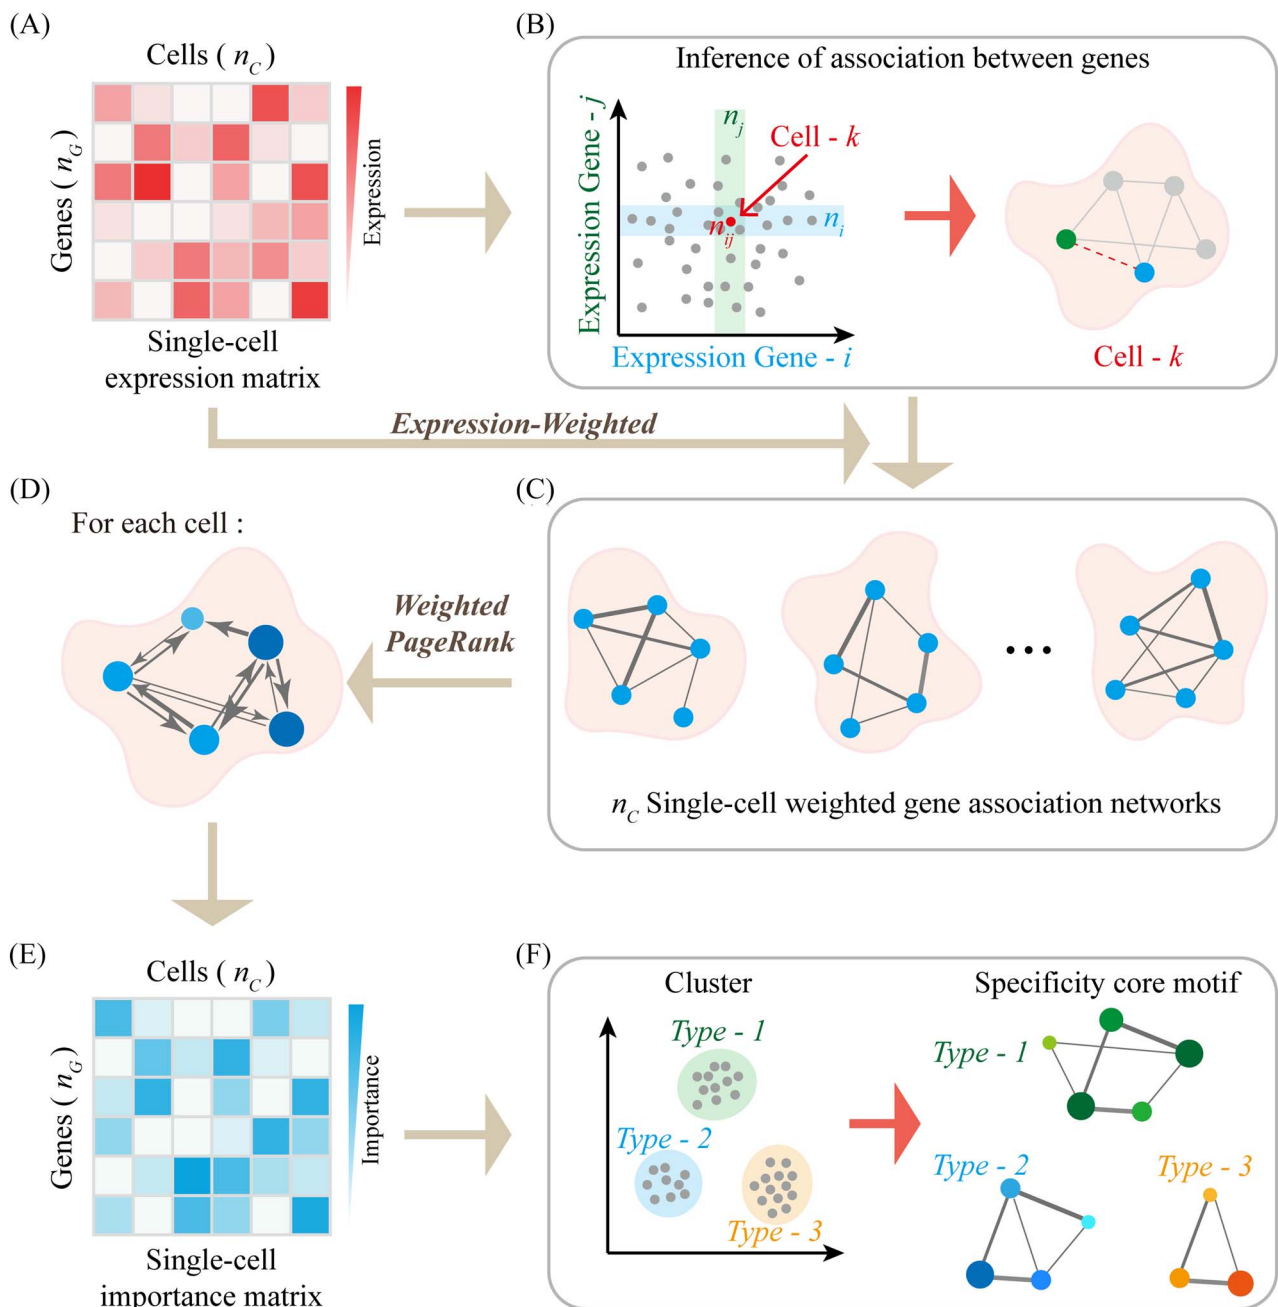 (A)
Cells ( n_C )
Genes ( n_G )
Expression
Single-cell
expression matrix
(B)
Inference of association between genes
Expression Gene - j
n_j
Cell - k
n_i
n_ij
Expression Gene - i
Cell - k
Expression-Weighted
(D)
For each cell :
Weighted
PageRank
(C)
...
n_C Single-cell weighted gene association networks
(E)
Cells ( n_C )
Genes ( n_G )
Importance
Single-cell
importance matrix
(F)
Cluster
Type - 1
Type - 2
Type - 3
Specificity core motif
Type - 1
Type - 2
Type - 3